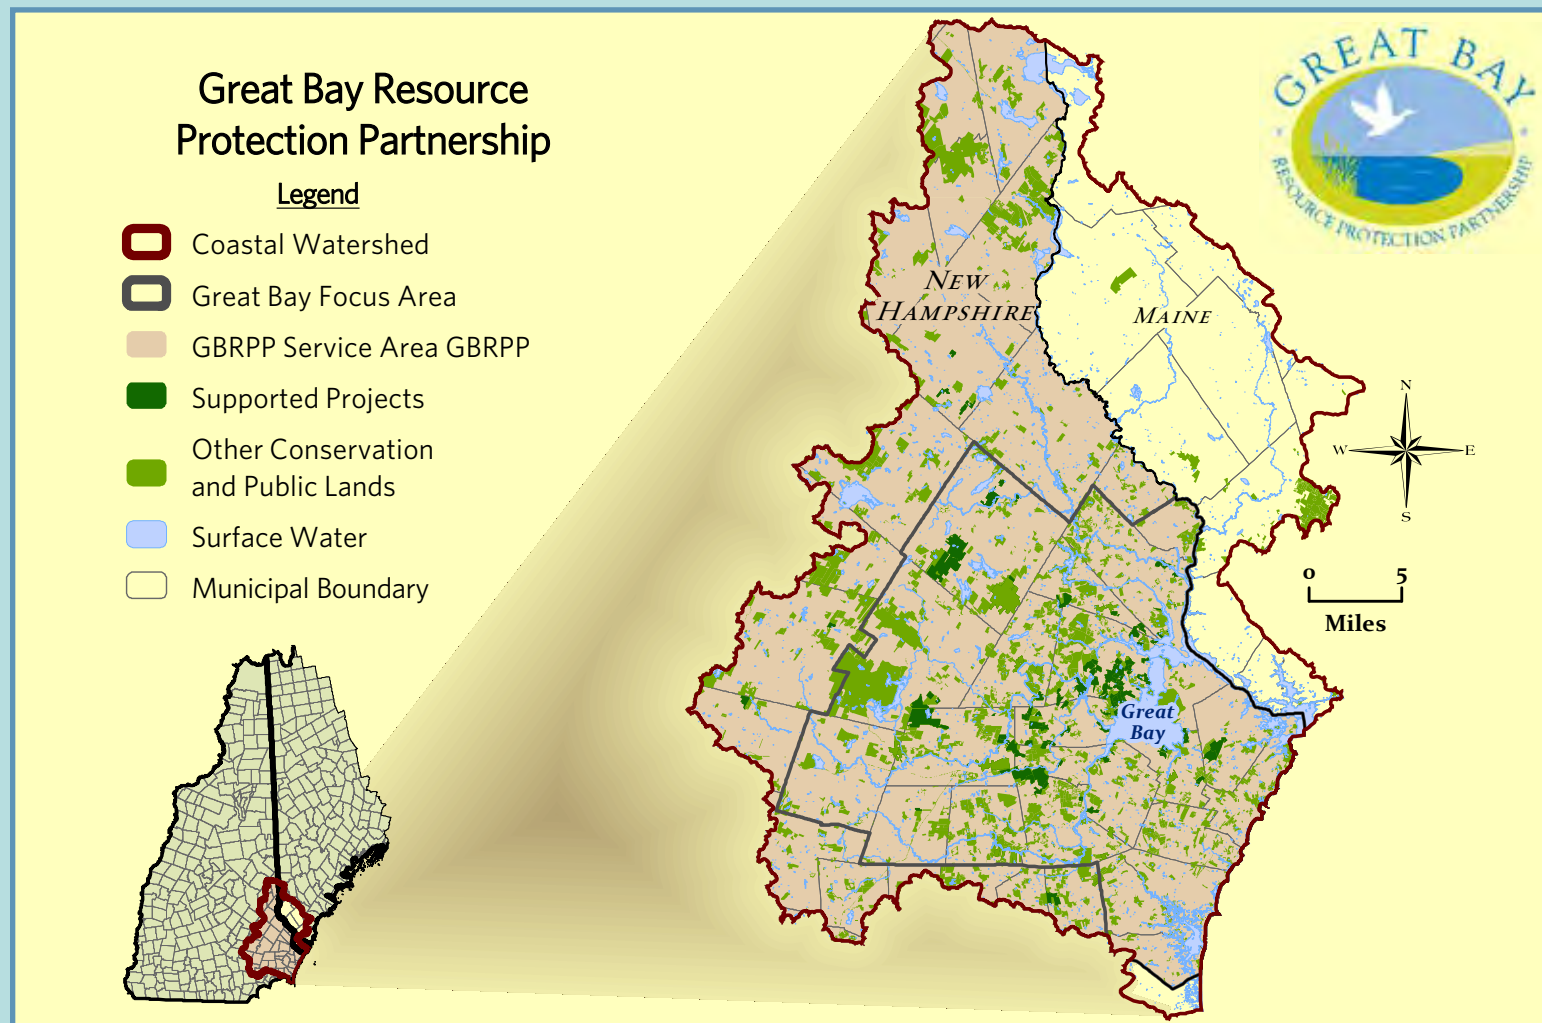 Great Bay Resource
Protection Partnership
Legend
Coastal Watershed
Great Bay Focus Area
GBRPP Service Area GBRPP
Supported Projects
Other Conservation
and Public Lands
Surface Water
Municipal Boundary
GREAT BAY
RESOURCE PROTECTION PARTNERSHIP
NEW
HAMPSHIRE
MAINE
N
W E
S
0 5
Miles
Great
Bay